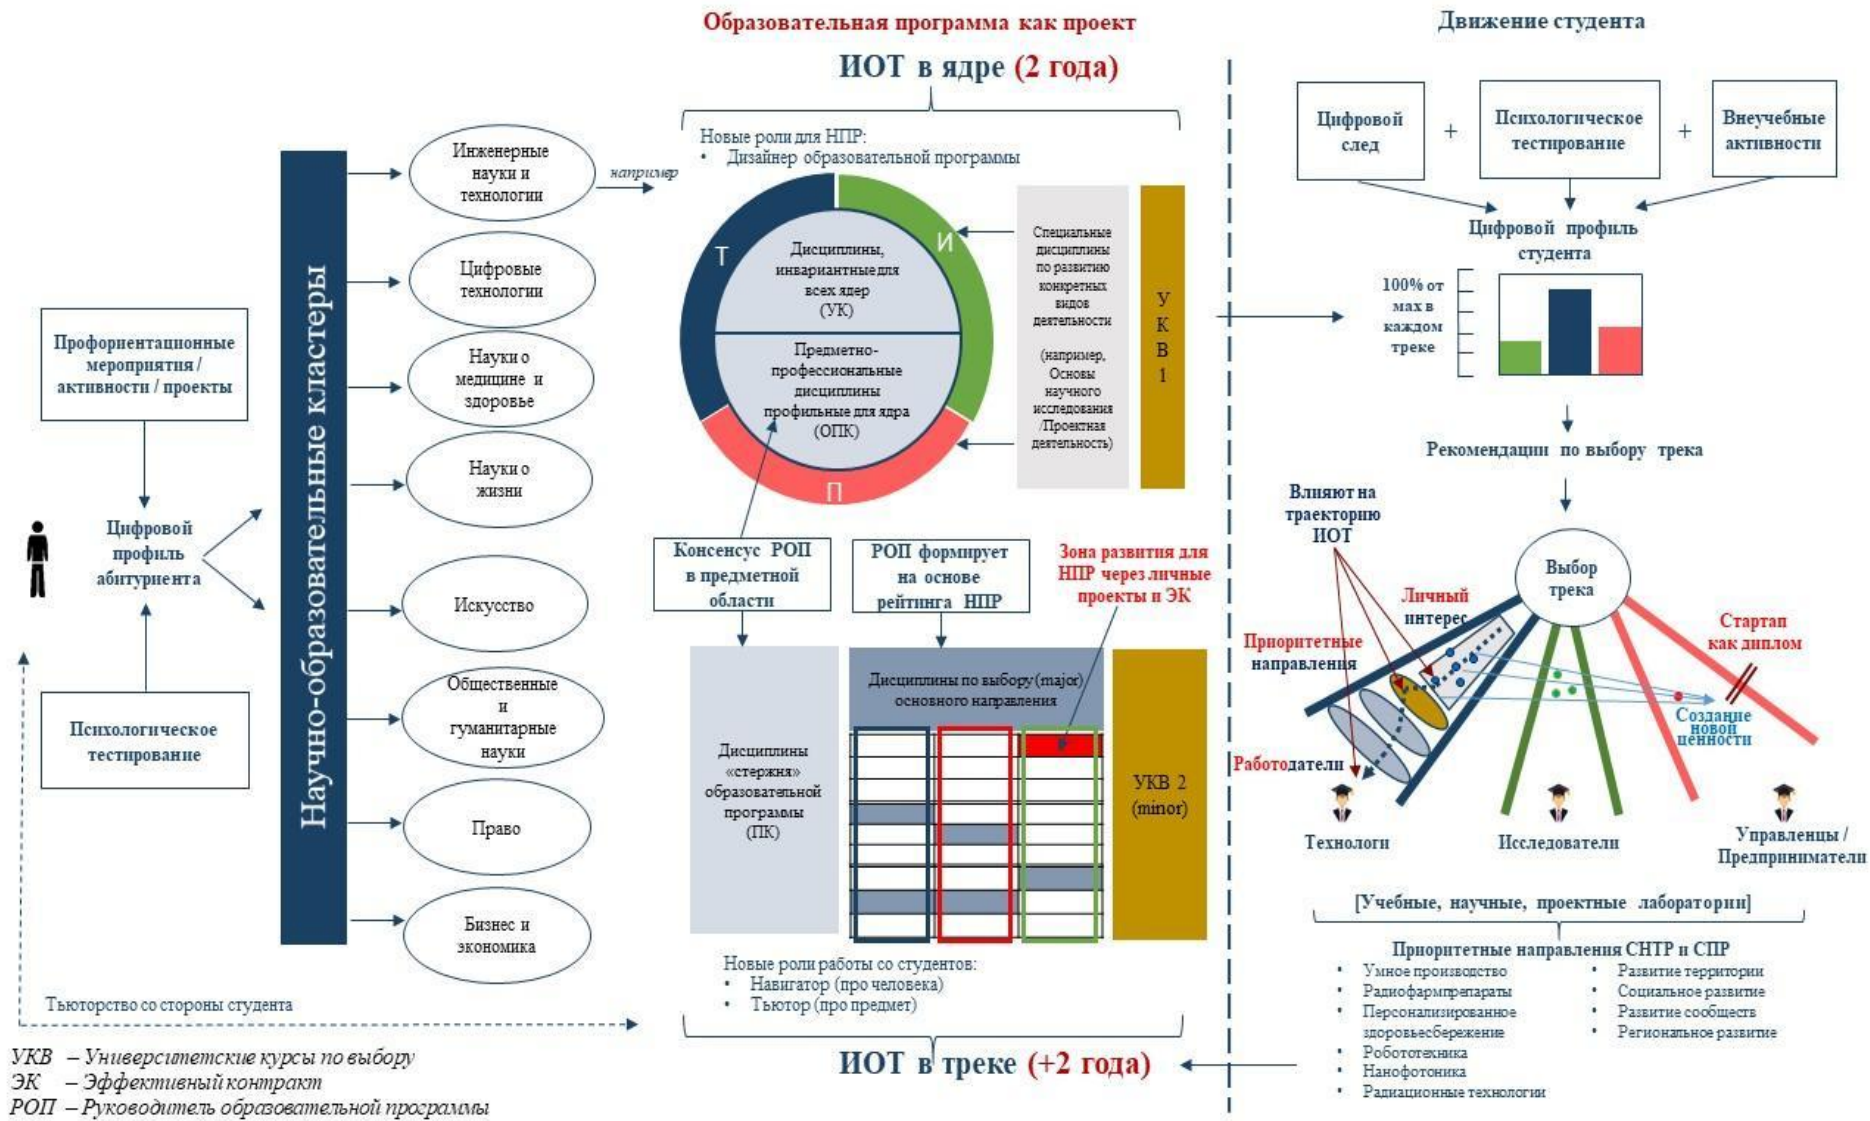 Образовательная программа как проект
Движение студента
ИОТ в ядре (2 года)
Профориентационные
мероприятия /
активности / проекты
Цифровой
профиль
абитуриента
Психологическое
тестирование
Научно-образовательные кластеры
Инженерные
науки и
технологии
например
Цифровые
технологии
Науки о
медицине и
здоровье
Науки о
жизни
Искусство
Общественные
и
гуманитарные
науки
Право
Бизнес и
экономика
Тьюторство со стороны студента
УКВ – Университетские курсы по выбору
ЭК – Эффективный контракт
РОП – Руководитель образовательной программы
Новые роли для НПР:
• Дизайнер образовательной программы
Т
И
П
Дисциплины,
инвариантные для
всех ядер
(УК)
Предметно-
профессиональные
дисциплины
профильные для ядра
(ОПК)
Специальные
дисциплины
по развитию
конкретных
видов
деятельности
(например,
Основы
научного
исследования
/Проектная
деятельность)
У
К
В
1
Консенсус РОП
в предметной
области
РОП формирует
на основе
рейтинга НПР
Зона развития для
НПР через личные
проекты и ЭК
Дисциплины
«стержня»
образовательной
программы
(ПК)
Дисциплины по выбору (major)
основного направления
УКВ 2
(minor)
Новые роли работы со студентов:
• Навигатор (про человека)
• Тьютор (про предмет)
ИОТ в треке (+2 года)
Цифровой
след
+
Психологическое
тестирование
+
Внеучебные
активности
Цифровой профиль
студента
100% от
мах в
каждом
треке
Рекомендации по выбору трека
Влияют на
траекторию
ИОТ
Выбор
трека
Личный
интерес
Приоритетные
направления
Работодатели
Стартап
как диплом
Создание
новой
ценности
Технологи
Исследователи
Управленцы /
Предприниматели
[Учебные, научные, проектные лаборатории]
Приоритетные направления СНТР и СПР
• Умное производство
• Радиофармпрепараты
• Персонализированное
здоровьесбережение
• Робототехника
• Нанофотоника
• Радиационные технологии
• Развитие территории
• Социальное развитие
• Развитие сообществ
• Региональное развитие